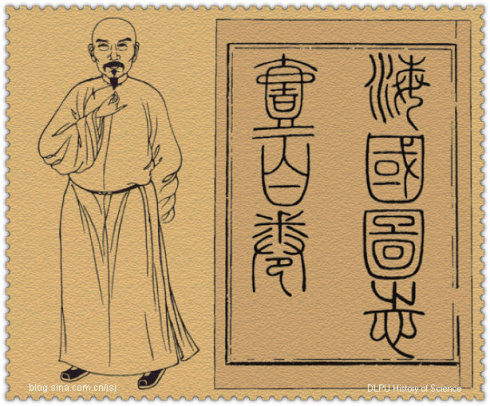 海國圖志
壹百卷
blog.sina.com.cn/jsj
DLPU History of Science